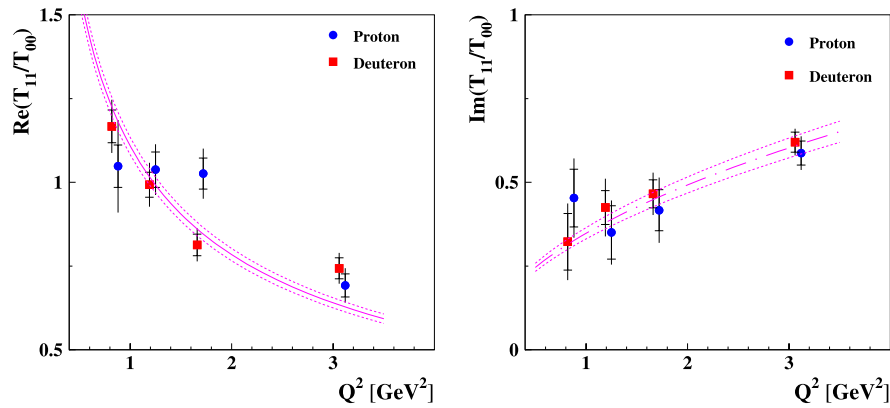 Re(T₁₁/T₀₀)
1.5
1
0.5
Proton
Deuteron
1
2
3
Q² [GeV²]
Im(T₁₁/T₀₀)
1
0.5
0
Proton
Deuteron
1
2
3
Q² [GeV²]